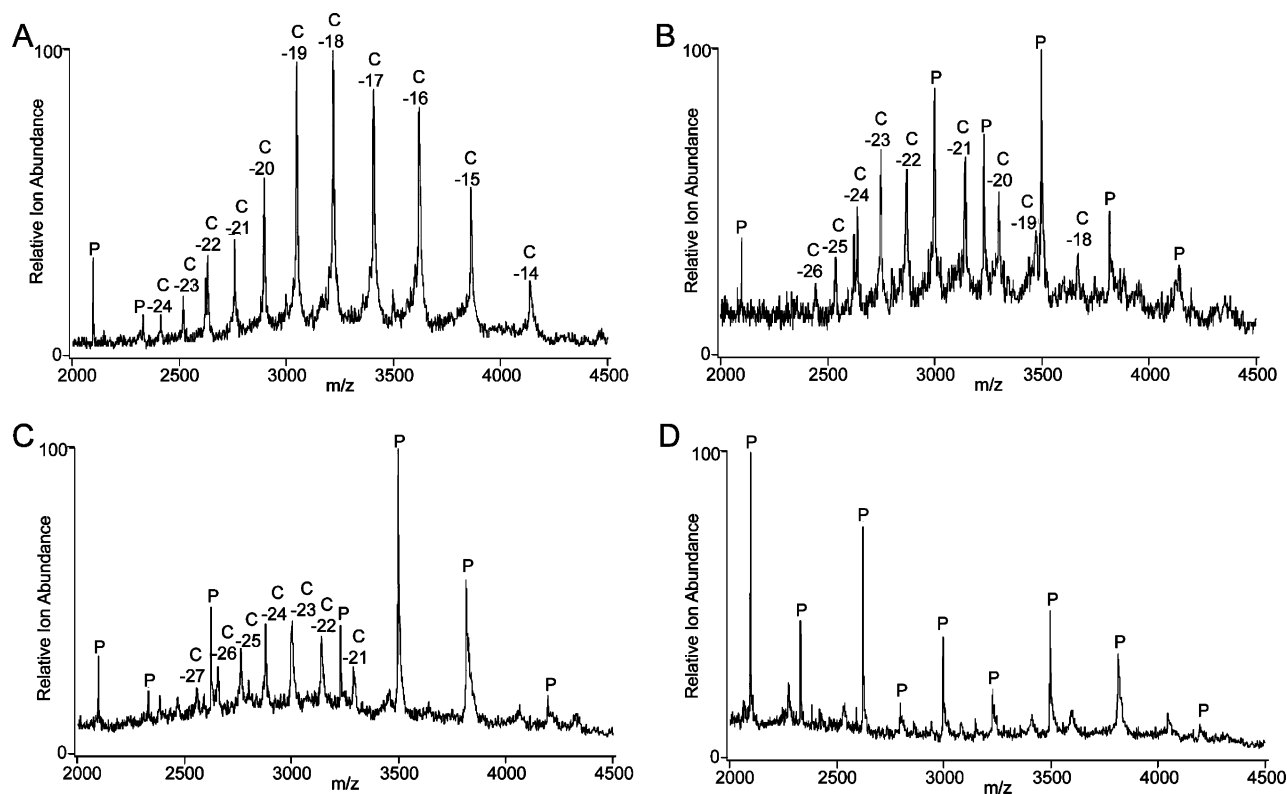 A
100
Relative Ion Abundance
0
P
P
C
-24
C
-23
C
-22
C
-21
C
-20
C
-19
C
-18
C
-17
C
-16
C
-15
C
-14
2000 2500 3000 3500 4000 4500
m/z
B
100
Relative Ion Abundance
0
P
C
-26
C
-25
C
-24
C
-23
C
-22
P
C
-21
P
C
-20
C
-19
P
C
-18
P
P
2000 2500 3000 3500 4000 4500
m/z
C
100
Relative Ion Abundance
0
P
P
C
-27
P
C
-26
C
-25
C
-24
C
-23
C
-22
P
C
-21
P
P
P
2000 2500 3000 3500 4000 4500
m/z
D
100
Relative Ion Abundance
0
P
P
P
P
P
P
P
P
P
2000 2500 3000 3500 4000 4500
m/z